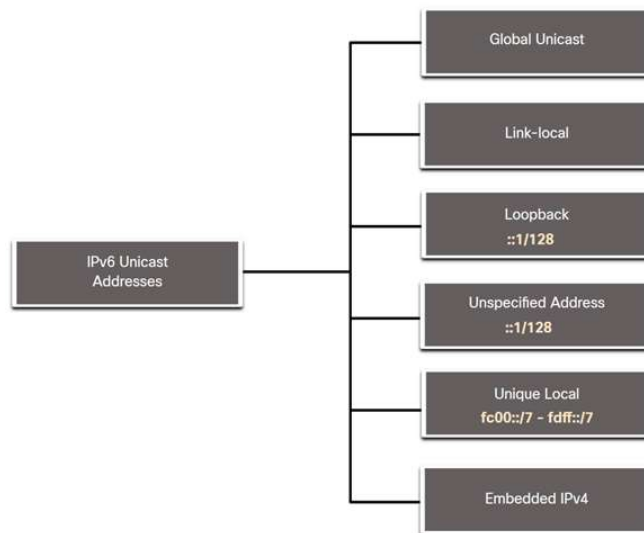 Global Unicast
Link-local
Loopback
::1/128
IPv6 Unicast
Addresses
Unspecified Address
::1/128
Unique Local
fc00::/7 - fdff::/7
Embedded IPv4